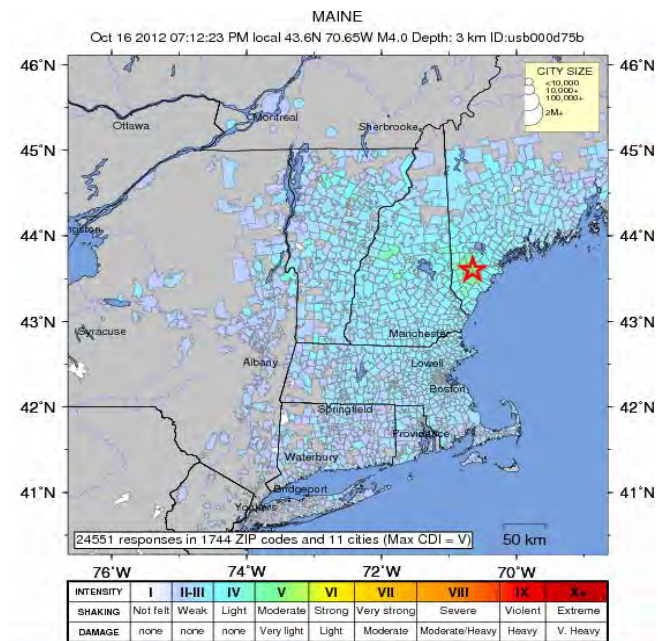 MAINE
Oct 16 2012 07:12:23 PM local 43.6N 70.65W M4.0 Depth: 3 km ID:usb000d75b
46°N
46°N
CITY SIZE
<10,000
10,000+
100,000+
2M+
Ottawa
Montreal
Sherbrooke
45°N
45°N
44°N
44°N
ngston
43°N
43°N
Syracuse
Manchester
Albany
Lowell
Boston
42°N
42°N
Springfield
Providence
Waterbury
41°N
41°N
Bridgeport
Yonkers
24551 responses in 1744 ZIP codes and 11 cities (Max CDI = V)
50 km
76°W 74°W 72°W 70°W
INTENSITY I II-III IV V VI VII VIII IX X+
SHAKING Not felt Weak Light Moderate Strong Very strong Severe Violent Extreme
DAMAGE none none none Very light Light Moderate Moderate/Heavy Heavy V. Heavy